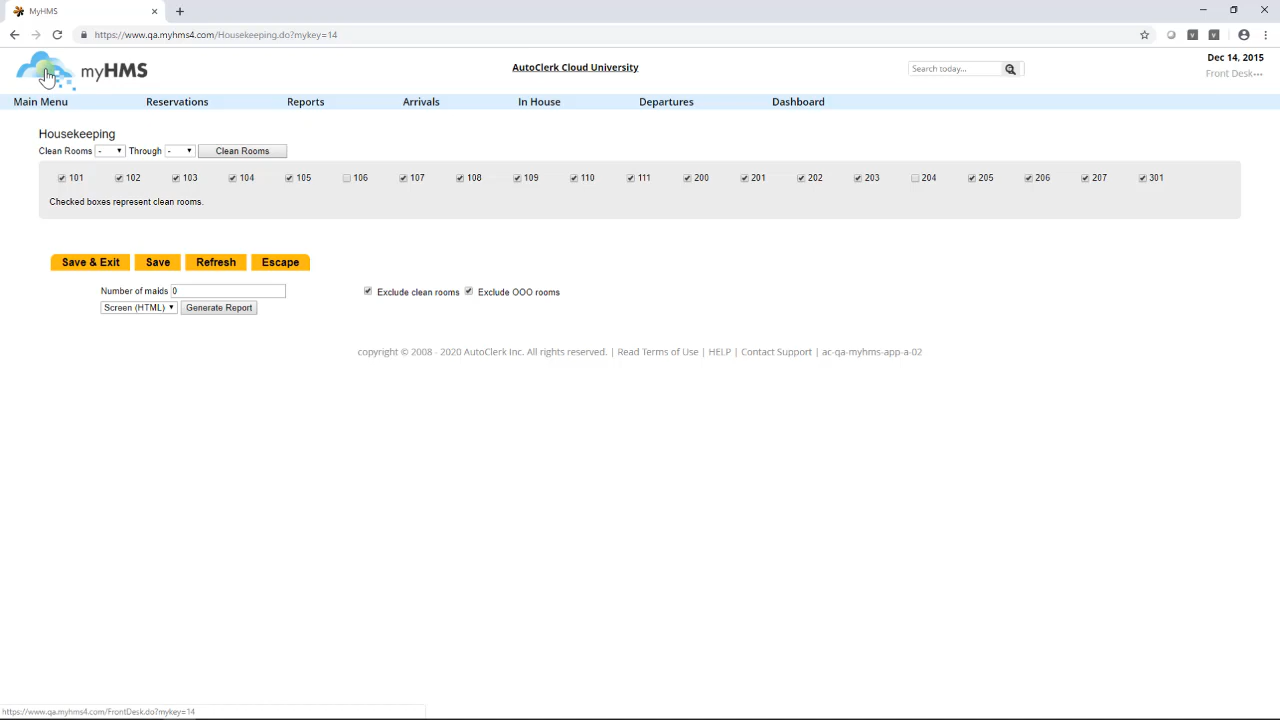 MyHMS
https://www.qa.myhms4.com/Housekeeping.do?mykey=14
myHMS
AutoClerk Cloud University
Search today...
Dec 14, 2015
Front Desk•••
Main Menu Reservations Reports Arrivals In House Departures Dashboard
Housekeeping
Clean Rooms - Through - Clean Rooms
101 102 103 104 105 106 107 108 109 110 111 200 201 202 203 204 205 206 207 301
Checked boxes represent clean rooms.
Save & Exit Save Refresh Escape
Number of maids 0 Exclude clean rooms Exclude OOO rooms
Screen (HTML) Generate Report
copyright © 2008 - 2020 AutoClerk Inc. All rights reserved. | Read Terms of Use | HELP | Contact Support | ac-qa-myhms-app-a-02
https://www.qa.myhms4.com/FrontDesk.do?mykey=14